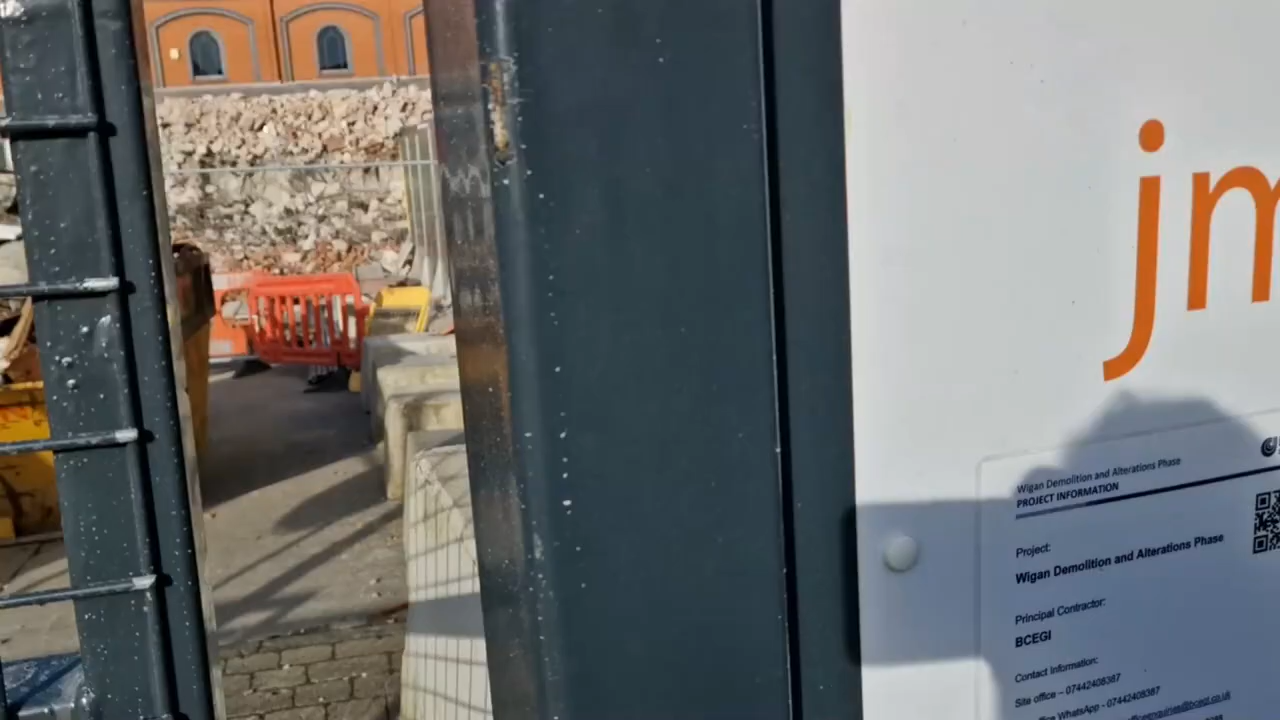 jm
Wigan Demolition and Alterations Phase
PROJECT INFORMATION
Project:
Wigan Demolition and Alterations Phase
Principal Contractor:
BCEGI
Contact Information:
Site office – 07442408387
office WhatsApp - 07442408387